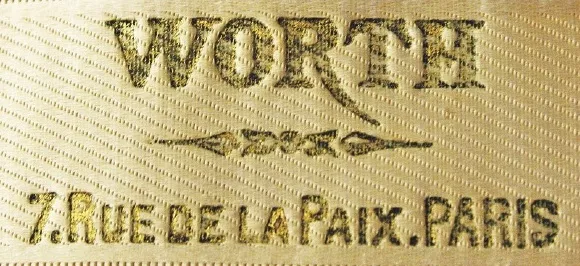 WORTH
7. RUE DE LA PAIX. PARIS